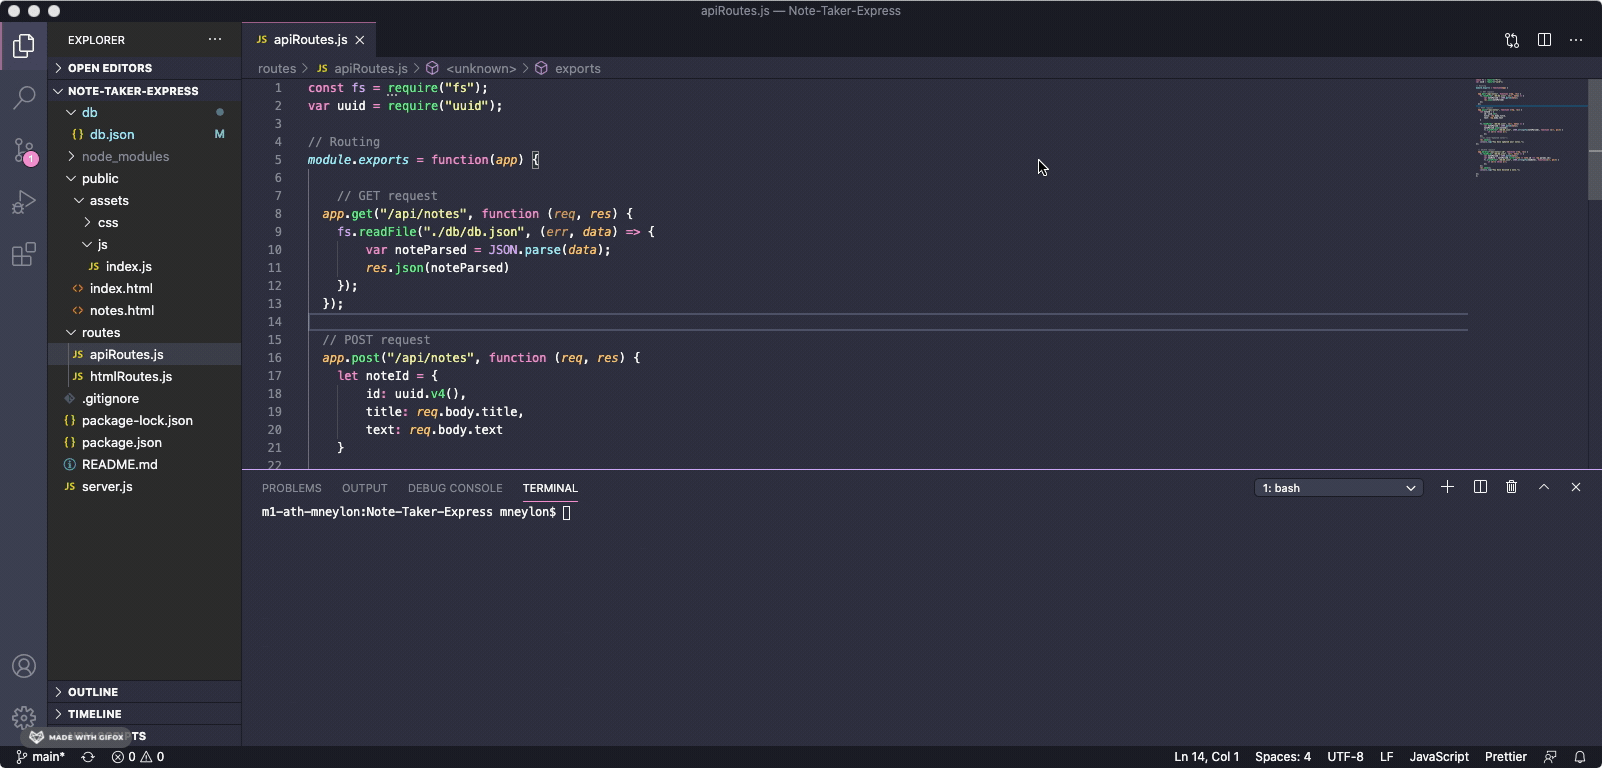 apiRoutes.js — Note-Taker-Express
EXPLORER
OPEN EDITORS
NOTE-TAKER-EXPRESS
db
db.json M
node_modules
public
assets
css
js
JS index.js
index.html
notes.html
routes
JS apiRoutes.js
JS htmlRoutes.js
.gitignore
{} package-lock.json
{} package.json
README.md
JS server.js
OUTLINE
TIMELINE
MADE WITH GIFOX
1
JS apiRoutes.js
routes > JS apiRoutes.js > <unknown> > exports
1 const fs = require("fs");
2 var uuid = require("uuid");
3
4 // Routing
5 module.exports = function(app) {
6
7 // GET request
8 app.get("/api/notes", function (req, res) {
9 fs.readFile("./db/db.json", (err, data) => {
10 var noteParsed = JSON.parse(data);
11 res.json(noteParsed)
12 });
13 });
14
15 // POST request
16 app.post("/api/notes", function (req, res) {
17 let noteId = {
18 id: uuid.v4(),
19 title: req.body.title,
20 text: req.body.text
21 }
22
PROBLEMS OUTPUT DEBUG CONSOLE TERMINAL 1: bash
m1-ath-mneylon:Note-Taker-Express mneylon$
main* 0 0 Ln 14, Col 1 Spaces: 4 UTF-8 LF JavaScript Prettier